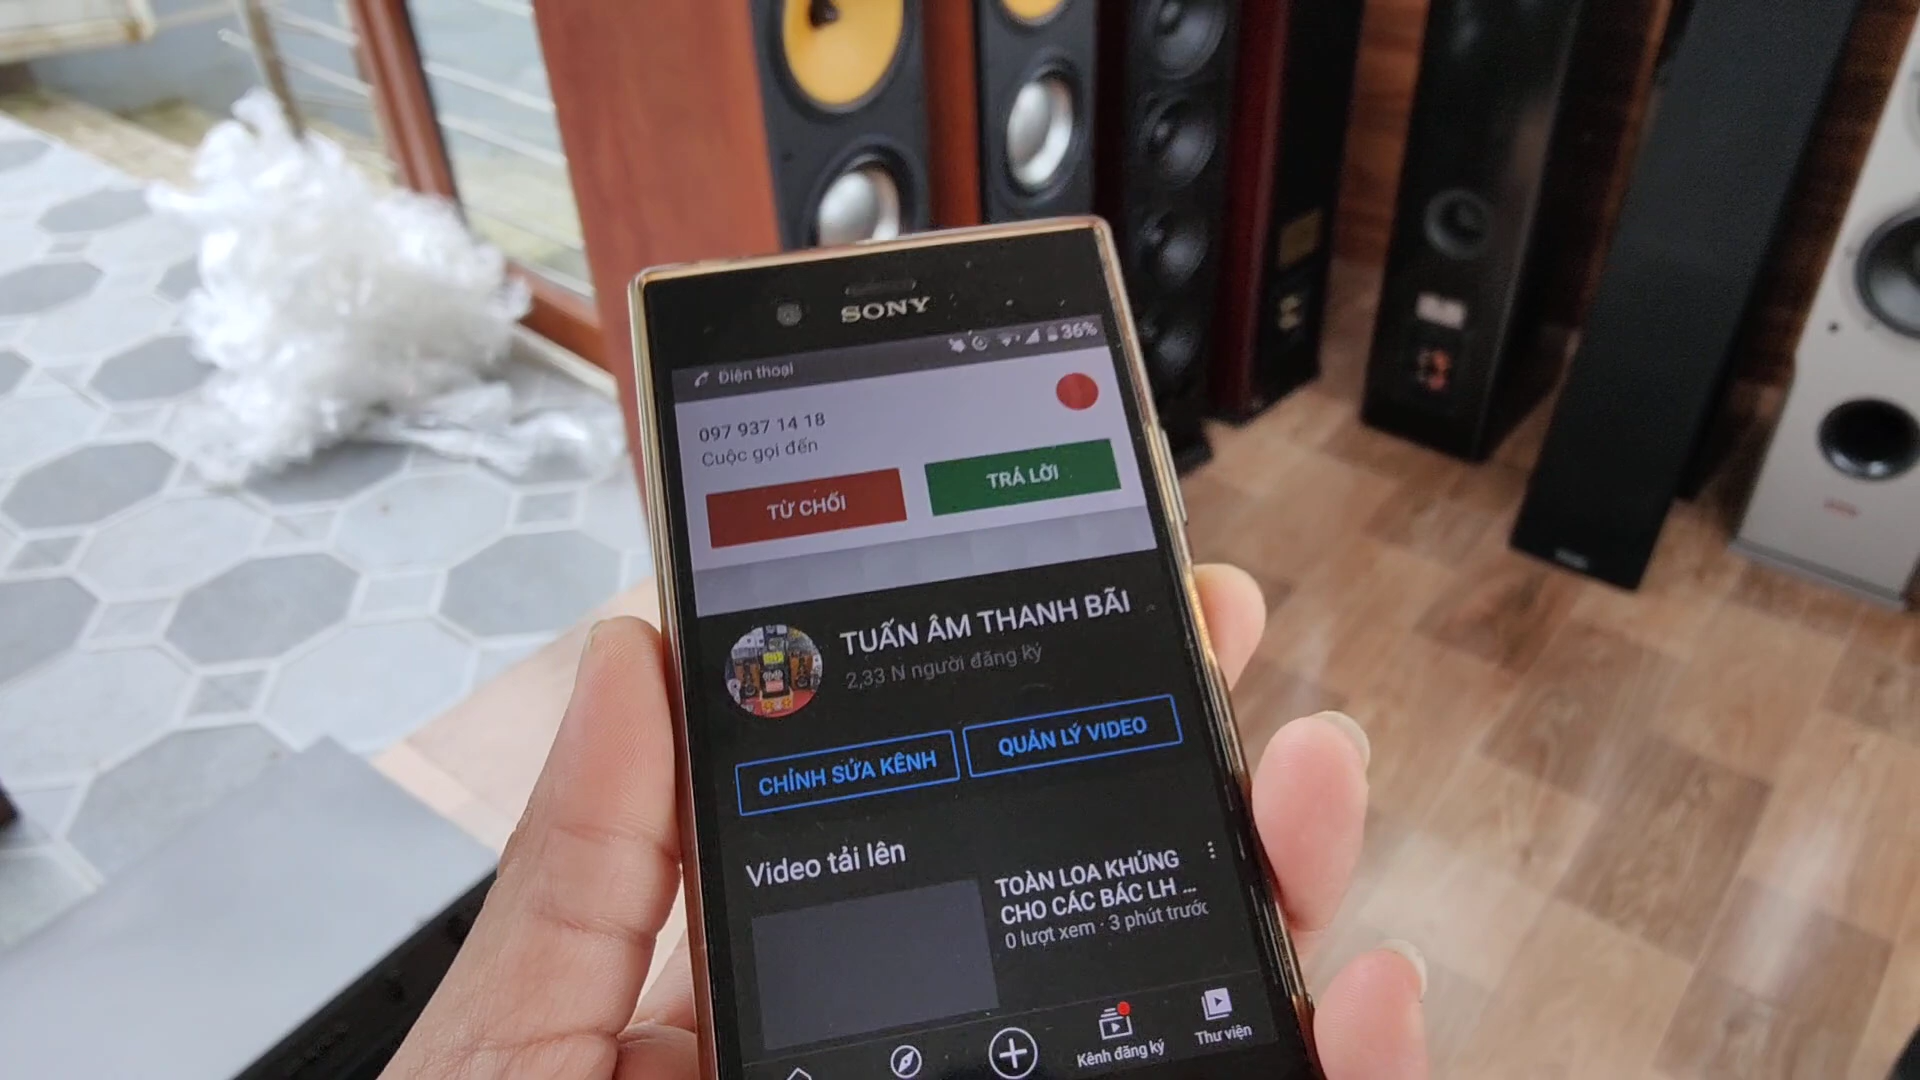 SONY
36%
Điện thoại
097 937 14 18
Cuộc gọi đến
TỪ CHỐI
TRẢ LỜI
TUẤN ÂM THANH BÃI
2,33 N người đăng ký
CHỈNH SỬA KÊNH
QUẢN LÝ VIDEO
Video tải lên
TOÀN LOA KHỦNG
CHO CÁC BÁC LH ...
0 lượt xem · 3 phút trước
Kênh đăng ký
Thư viện